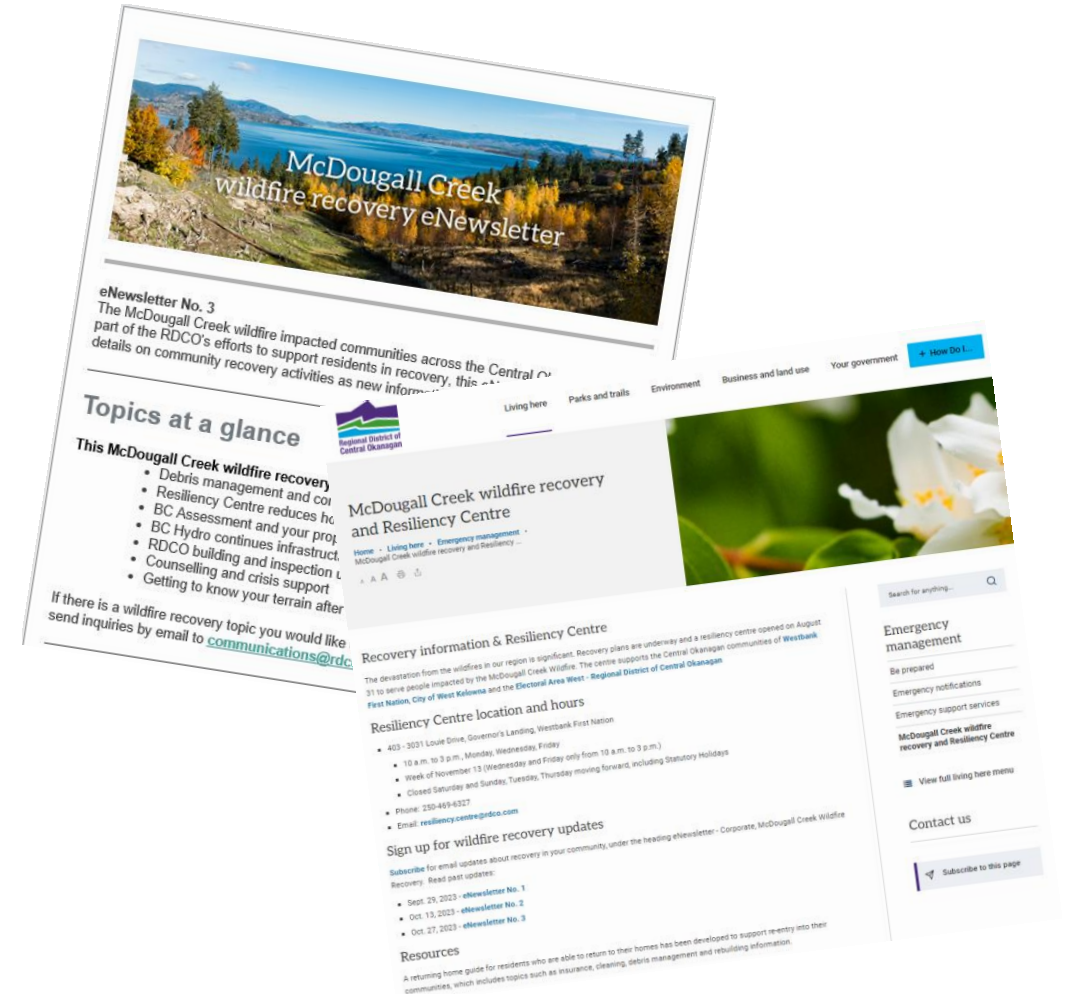 McDougall Creek
wildfire recovery eNewsletter
eNewsletter No. 3
The McDougall Creek wildfire impacted communities across the Central
part of the RDCO's efforts to support residents in recovery, this
details on community recovery activities as new
Topics at a glance
This McDougall Creek wildfire recovery
• Debris management and
• Resiliency Centre reduces
• BC Assessment and your
• BC Hydro continues
• RDCO building and inspection
• Counselling and crisis support
• Getting to know your terrain after
If there is a wildfire recovery topic you would like
send inquiries by email to communications@rdc
Regional District of
Central Okanagan
Living here
Parks and trails
Environment
Business and land use
Your government
+ How Do I...
McDougall Creek wildfire recovery
and Resiliency Centre
Home • Living here • Emergency management •
McDougall Creek wildfire recovery and Resiliency ...
A A A
Recovery information & Resiliency Centre
The devastation from the wildfires in our region is significant. Recovery plans are underway and a resiliency centre opened on August
31 to serve people impacted by the McDougall Creek Wildfire. The centre supports the Central Okanagan communities of Westbank
First Nation, City of West Kelowna and the Electoral Area West - Regional District of Central Okanagan
Resiliency Centre location and hours
• 403 - 3031 Louie Drive, Governor's Landing, Westbank First Nation
• 10 a.m. to 3 p.m., Monday, Wednesday, Friday
• Week of November 13 (Wednesday and Friday only from 10 a.m. to 3 p.m.)
• Closed Saturday and Sunday, Tuesday, Thursday moving forward, including Statutory Holidays
• Phone: 250-469-6327
• Email: resiliency.centre@rdco.com
Sign up for wildfire recovery updates
Subscribe for email updates about recovery in your community, under the heading eNewsletter - Corporate, McDougall Creek Wildfire
Recovery. Read past updates:
• Sept. 29, 2023 - eNewsletter No. 1
• Oct. 13, 2023 - eNewsletter No. 2
• Oct. 27, 2023 - eNewsletter No. 3
Resources
A returning home guide for residents who are able to return to their homes has been developed to support re-entry into their
communities, which includes topics such as insurance, cleaning, debris management and rebuilding information.
Search for anything...
Emergency
management
Be prepared
Emergency notifications
Emergency support services
McDougall Creek wildfire
recovery and Resiliency Centre
View full living here menu
Contact us
Subscribe to this page